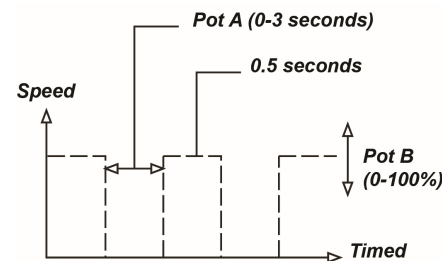 Pot A (0-3 seconds)
0.5 seconds
Speed
Pot B
(0-100%)
Timed